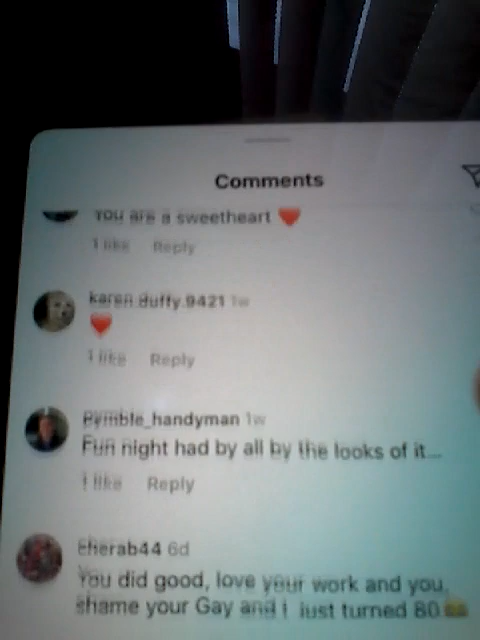 Comments
You are a sweetheart ❤️
1 like Reply
karen.duffy.9421 1w
❤️
1 like Reply
Pymble_handyman 1w
Fun night had by all by the looks of it...
1 like Reply
cherab44 6d
You did good, love your work and you,
shame your Gay and I just turned 80